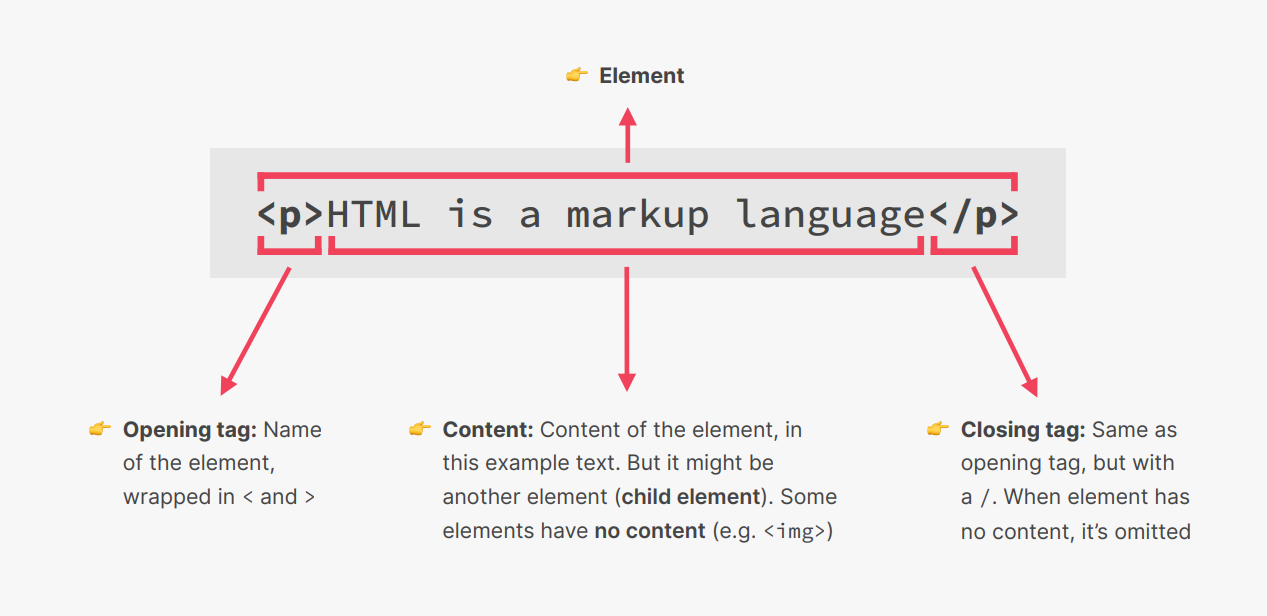 👉 Element
<p>HTML is a markup language</p>
👉 Opening tag: Name
of the element,
wrapped in < and >
👉 Content: Content of the element, in
this example text. But it might be
another element (child element). Some
elements have no content (e.g. <img>)
👉 Closing tag: Same as
opening tag, but with
a /. When element has
no content, it’s omitted